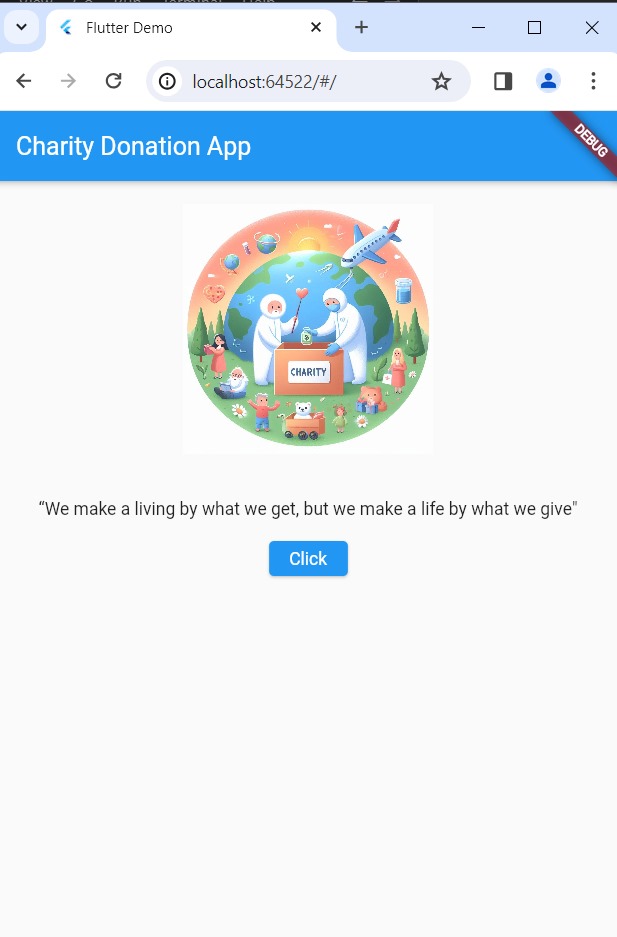 Flutter Demo
localhost:64522/#/
Charity Donation App
DEBUG
CHARITY
“We make a living by what we get, but we make a life by what we give"
Click